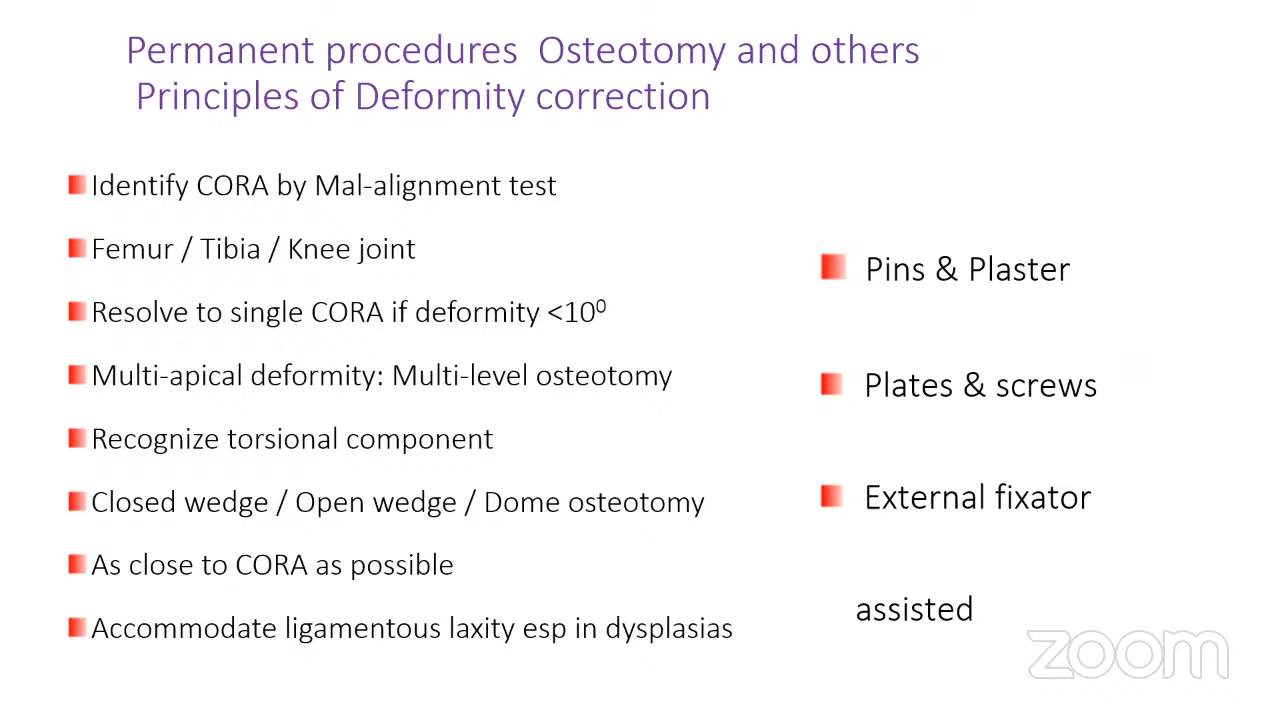 Permanent procedures  Osteotomy and others
Principles of Deformity correction
Identify CORA by Mal-alignment test
Femur / Tibia / Knee joint
Resolve to single CORA if deformity <10⁰
Multi-apical deformity: Multi-level osteotomy
Recognize torsional component
Closed wedge / Open wedge / Dome osteotomy
As close to CORA as possible
Accommodate ligamentous laxity esp in dysplasias
Pins & Plaster
Plates & screws
External fixator
assisted
zoom